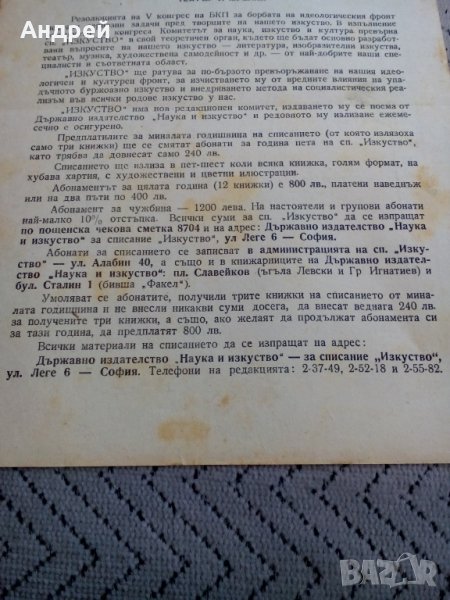 Андрей
Резолюцията на V конгрес на БКП за борбата на идеологическия фронт
тически задачи пред творците на нашето изкуство. В изпълнение
конгреса Комитетът за наука, изкуство и култура превърна
сп. „ИЗКУСТВО" в свой теоретичен орган, където ще бъдат основно разработ-
вани въпросите на нашето изкуство — литература, изобразителни изкуства,
театър, музика, художествена самодейност и др. — от най-добрите наши
специалисти в съответната област.
„ИЗКУСТВО" ще ратува за по-бързото превъоръжаване на нашия идео-
логически и културен фронт, за изчистването му от вредните влияния на упа-
дъчното буржоазно изкуство и внедряването метода на социалистическия ре-
ализъм във всички родове изкуство у нас.
„ИЗКУСТВО" има нов редакционен комитет, издаването му се посма от
Държавно издателство „Наука и изкуство" и редовното му излизане ежеме-
сечно е осигурено.
Предплатилите за миналата годишнина на списанието (от която излязоха
само три книжки) ще се смятат абонати за година пета на сп. „Изкуство",
като трябва да довнесат само 240 лв.
Списанието ще излиза в пет-шест коли всяка книжка, голям формат, на
хубава хартия, с художествени и цветни илюстрации.
Абонаментът за цялата година (12 книжки) е 800 лв., платени наведнъж
или на два пъти по 400 лв.
Абонамент за чужбина — 1200 лева. На настоятели и групови абонати
най-малко 10% отстъпка. Всички суми за сп. „Изкуство" да се изпращат
по пощенска чекова сметка 8704 и на адрес: Държавно издателство „Наука
и изкуство" за списание „Изкуство", ул Леге 6 — София.
Абонати за списанието се записват в администрацията на сп. „Изку-
ство" — ул. Алабин 40, а също, и в книжарниците на Държавно издател-
ство „Наука и изкуство": пл. Славейков (ъгъла Левски и Гр Игнатиев) и
бул. Сталин 1 (бивша „Факел").
Умоляват се абонатите, получили три книжки на списанието от мина-
лата годишнина и не внесли никакви суми досега, да внесат веднага 240 лв.
за получените три книжки, а също, ако желаят да продължат абонамента си
за тази година, да предплатят 800 лв.
Всички материали на списанието да се изпращат на адрес:
Държавно издателство „Наука и изкуство" — за списание „Изкуство",
ул. Леге 6 — София. Телефони на редакцията: 2-37-49, 2-52-18 и 2-55-82.
BAZAR